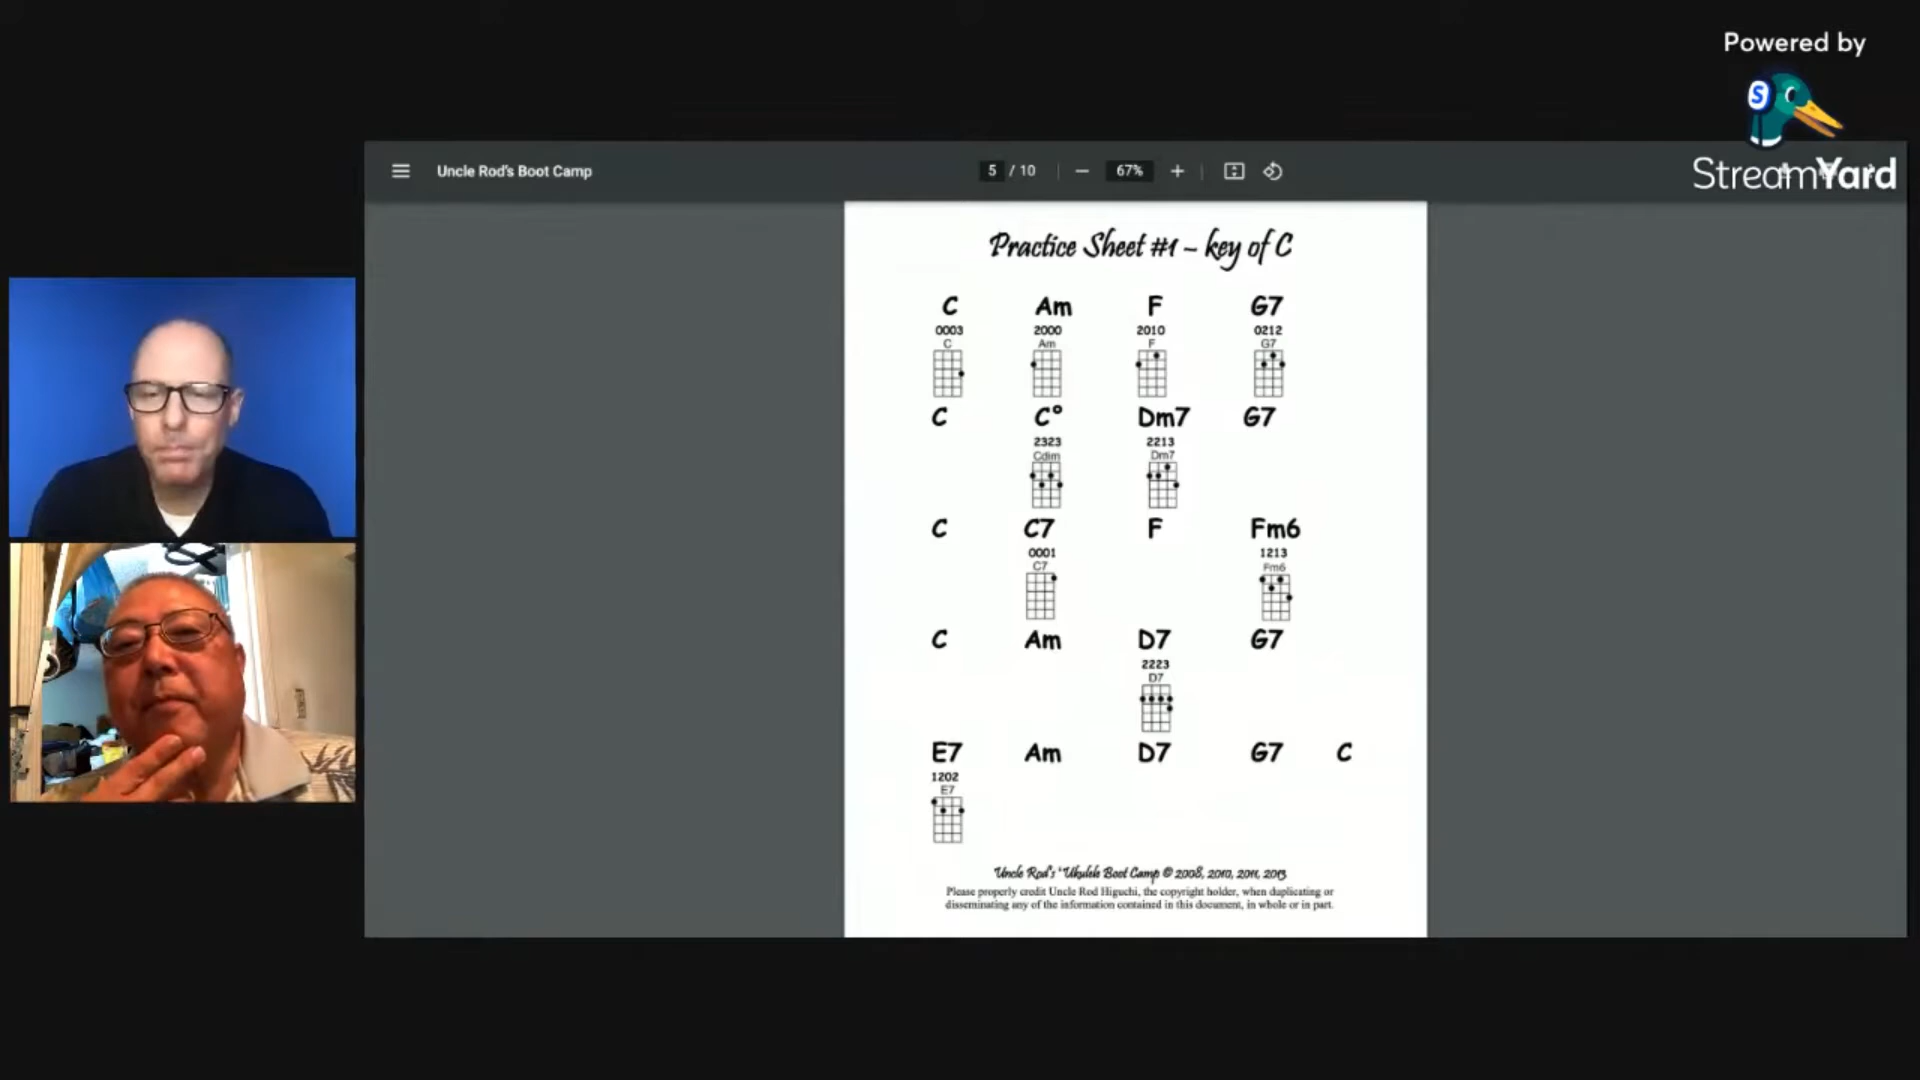 Powered by
StreamYard
Uncle Rod's Boot Camp
5 / 10
67%
Practice Sheet #1 – key of C
C Am F G7
0003 2000 2010 0212
C Am F G7
C C° Dm7 G7
2323 2213
Cdim Dm7
C C7 F Fm6
0001 1213
C7 Fm6
C Am D7 G7
2223
D7
E7 Am D7 G7 C
1202
E7
Uncle Rod's 'Ukulele Boot Camp © 2008, 2010, 2011, 2013
Please properly credit Uncle Rod Higuchi, the copyright holder, when duplicating or
disseminating any of the information contained in this document, in whole or in part.